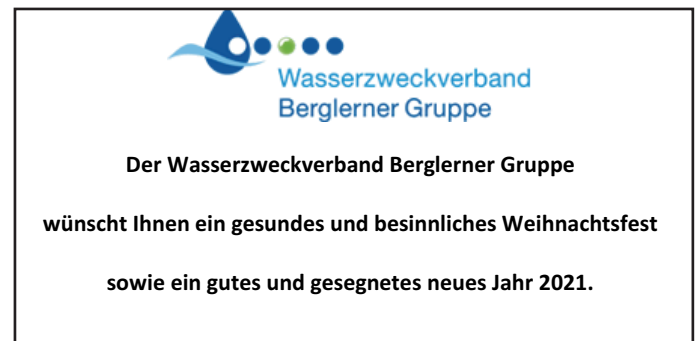 Wasserzweckverband
Berglerner Gruppe
Der Wasserzweckverband Berglerner Gruppe
wünscht Ihnen ein gesundes und besinnliches Weihnachtsfest
sowie ein gutes und gesegnetes neues Jahr 2021.